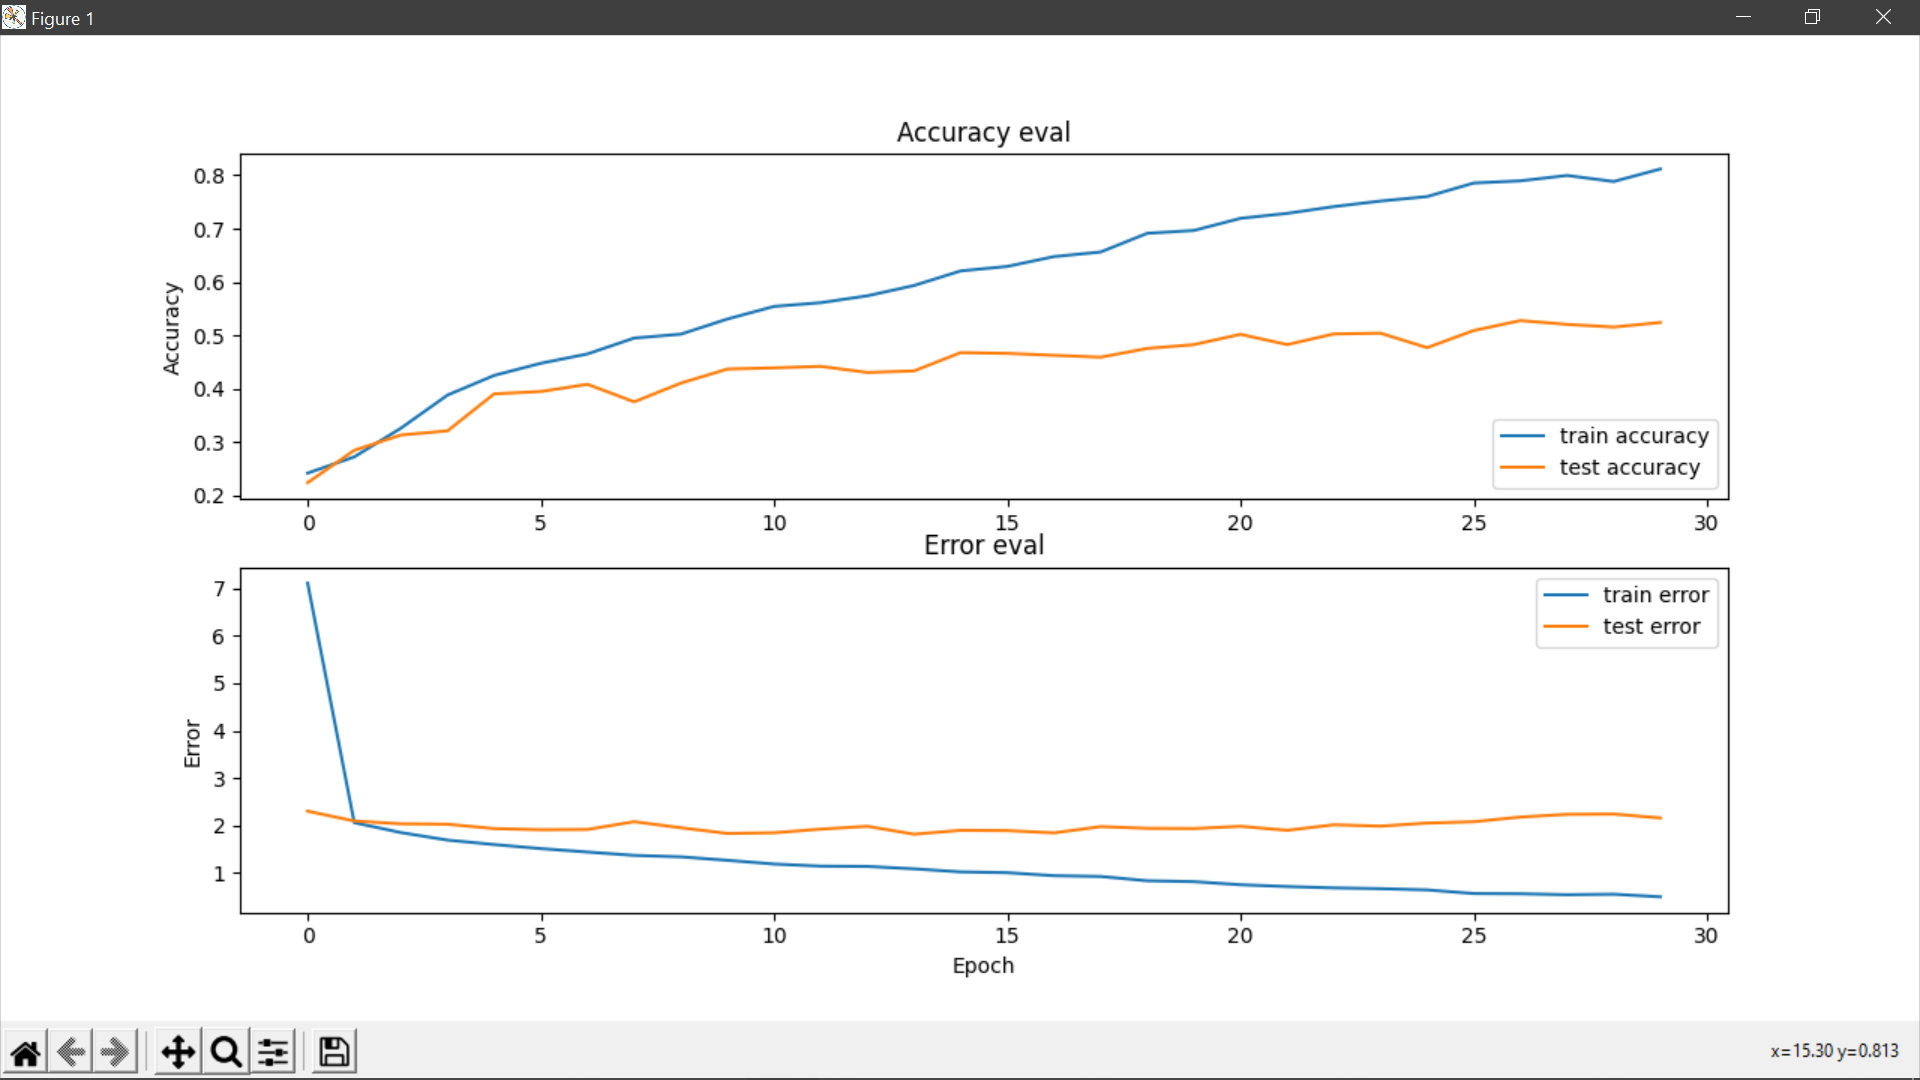 Figure 1
Accuracy eval
0.8
0.7
0.6
0.5
0.4
0.3
0.2
Accuracy
train accuracy
test accuracy
0 5 10 15 20 25 30
Error eval
7
6
5
4
3
2
1
Error
train error
test error
0 5 10 15 20 25 30
Epoch
x=15.30 y=0.813